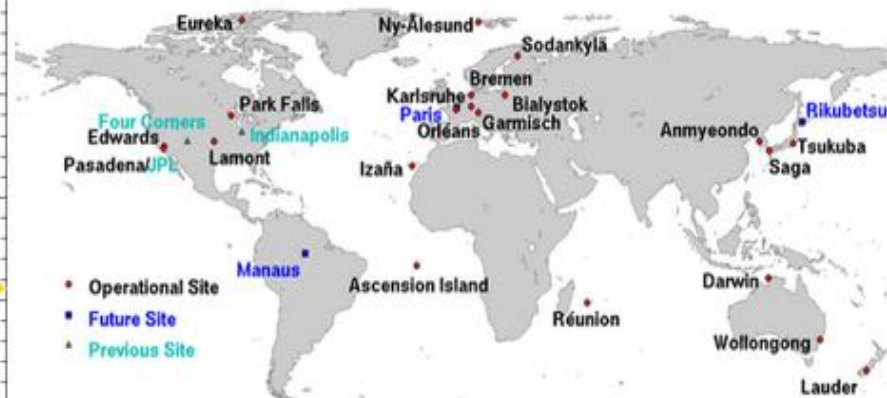 Eureka
Ny-Ålesund
Sodankylä
Bremen
Karlsruhe
Bialystok
Paris
Orléans
Garmisch
Park Falls
Four Corners
Indianapolis
Edwards
Lamont
Pasadena/JPL
Izaña
Rikubetsu
Anmyeondo
Tsukuba
Saga
Manaus
Ascension Island
Réunion
Darwin
Wollongong
Lauder
Operational Site
Future Site
Previous Site